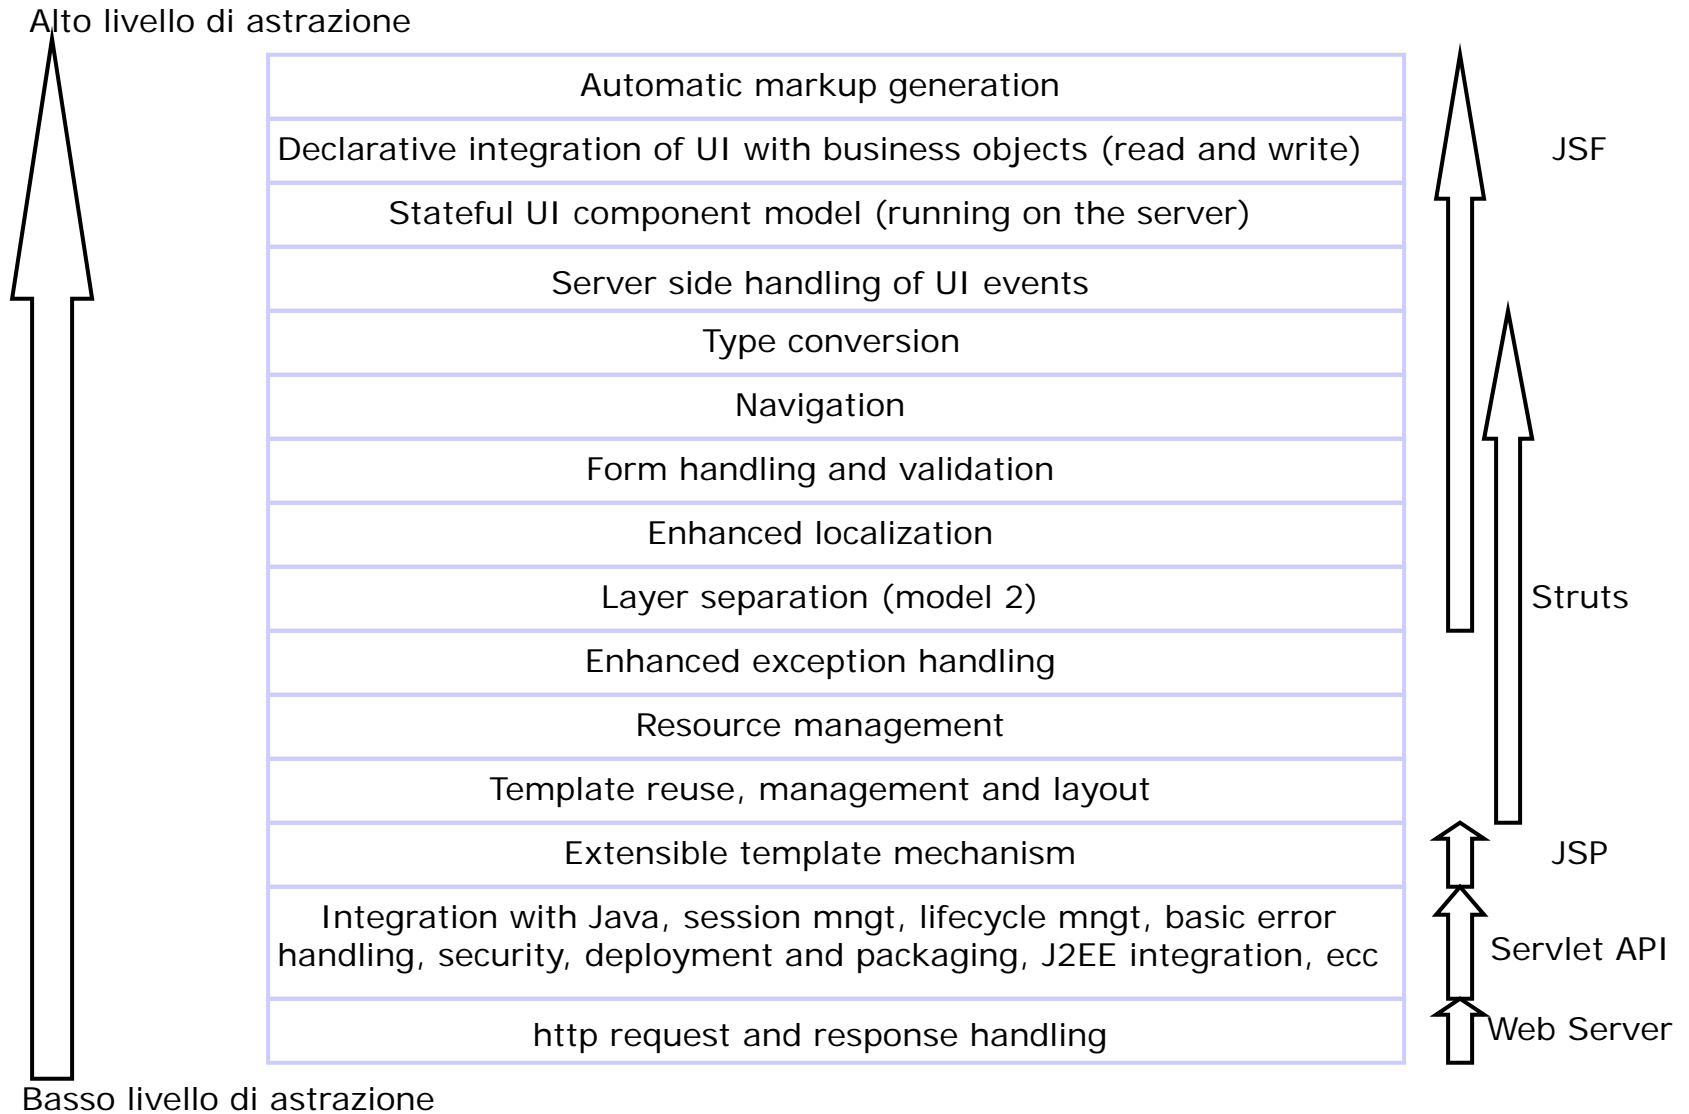 Alto livello di astrazione
Automatic markup generation
Declarative integration of UI with business objects (read and write)
JSF
Stateful UI component model (running on the server)
Server side handling of UI events
Type conversion
Navigation
Form handling and validation
Enhanced localization
Layer separation (model 2)
Struts
Enhanced exception handling
Resource management
Template reuse, management and layout
Extensible template mechanism
JSP
Integration with Java, session mngt, lifecycle mngt, basic error
handling, security, deployment and packaging, J2EE integration, ecc
Servlet API
http request and response handling
Web Server
Basso livello di astrazione